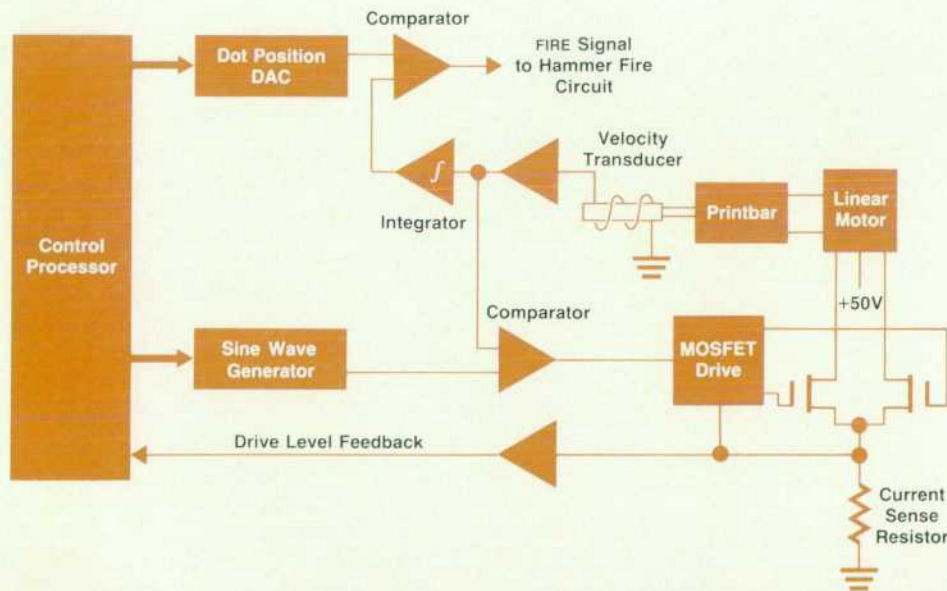 Comparator
Dot Position
DAC
FIRE Signal
to Hammer Fire
Circuit
Velocity
Transducer
∫
Integrator
Printbar
Linear
Motor
Control
Processor
+50V
Comparator
Sine Wave
Generator
MOSFET
Drive
Drive Level Feedback
Current
Sense
Resistor